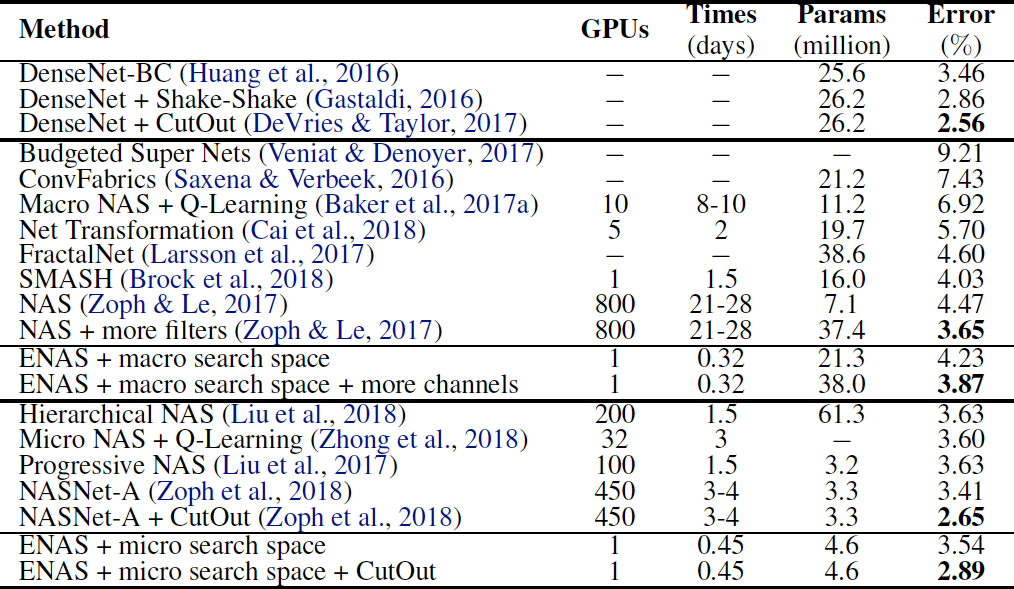 Method GPUs Times (days) Params (million) Error (%)
DenseNet-BC (Huang et al., 2016) − − 25.6 3.46
DenseNet + Shake-Shake (Gastaldi, 2016) − − 26.2 2.86
DenseNet + CutOut (DeVries & Taylor, 2017) − − 26.2 2.56
Budgeted Super Nets (Veniat & Denoyer, 2017) − − − 9.21
ConvFabrics (Saxena & Verbeek, 2016) − − 21.2 7.43
Macro NAS + Q-Learning (Baker et al., 2017a) 10 8-10 11.2 6.92
Net Transformation (Cai et al., 2018) 5 2 19.7 5.70
FractalNet (Larsson et al., 2017) − − 38.6 4.60
SMASH (Brock et al., 2018) 1 1.5 16.0 4.03
NAS (Zoph & Le, 2017) 800 21-28 7.1 4.47
NAS + more filters (Zoph & Le, 2017) 800 21-28 37.4 3.65
ENAS + macro search space 1 0.32 21.3 4.23
ENAS + macro search space + more channels 1 0.32 38.0 3.87
Hierarchical NAS (Liu et al., 2018) 200 1.5 61.3 3.63
Micro NAS + Q-Learning (Zhong et al., 2018) 32 3 − 3.60
Progressive NAS (Liu et al., 2017) 100 1.5 3.2 3.63
NASNet-A (Zoph et al., 2018) 450 3-4 3.3 3.41
NASNet-A + CutOut (Zoph et al., 2018) 450 3-4 3.3 2.65
ENAS + micro search space 1 0.45 4.6 3.54
ENAS + micro search space + CutOut 1 0.45 4.6 2.89